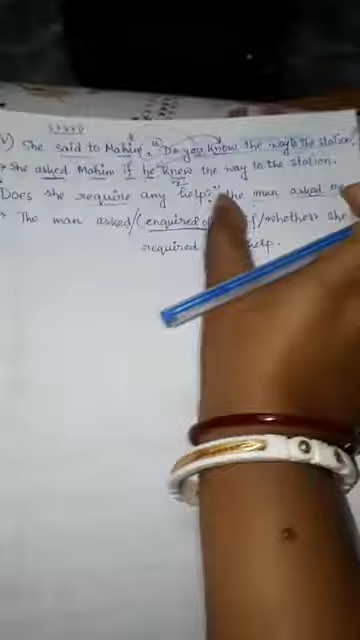 V) She said to Mahim, "Do you know the way to the station.
She asked Mahim if he knew the way to the station.
Does she require any help?" the man asked
The man asked/(enquired of if/whether she
required help.